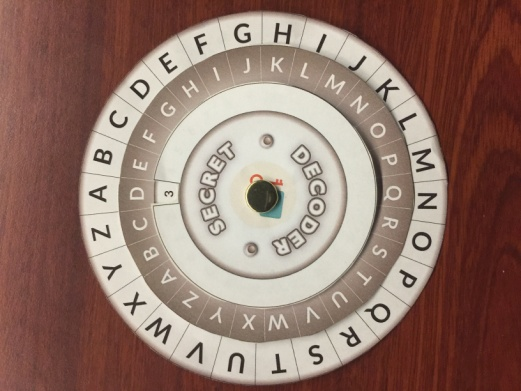 A B C D E F G H I J K L M N O P Q R S T U V W X Y Z
A B C D E F G H I J K L M N O P Q R S T U V W X Y Z
3
SECRET
DECODER